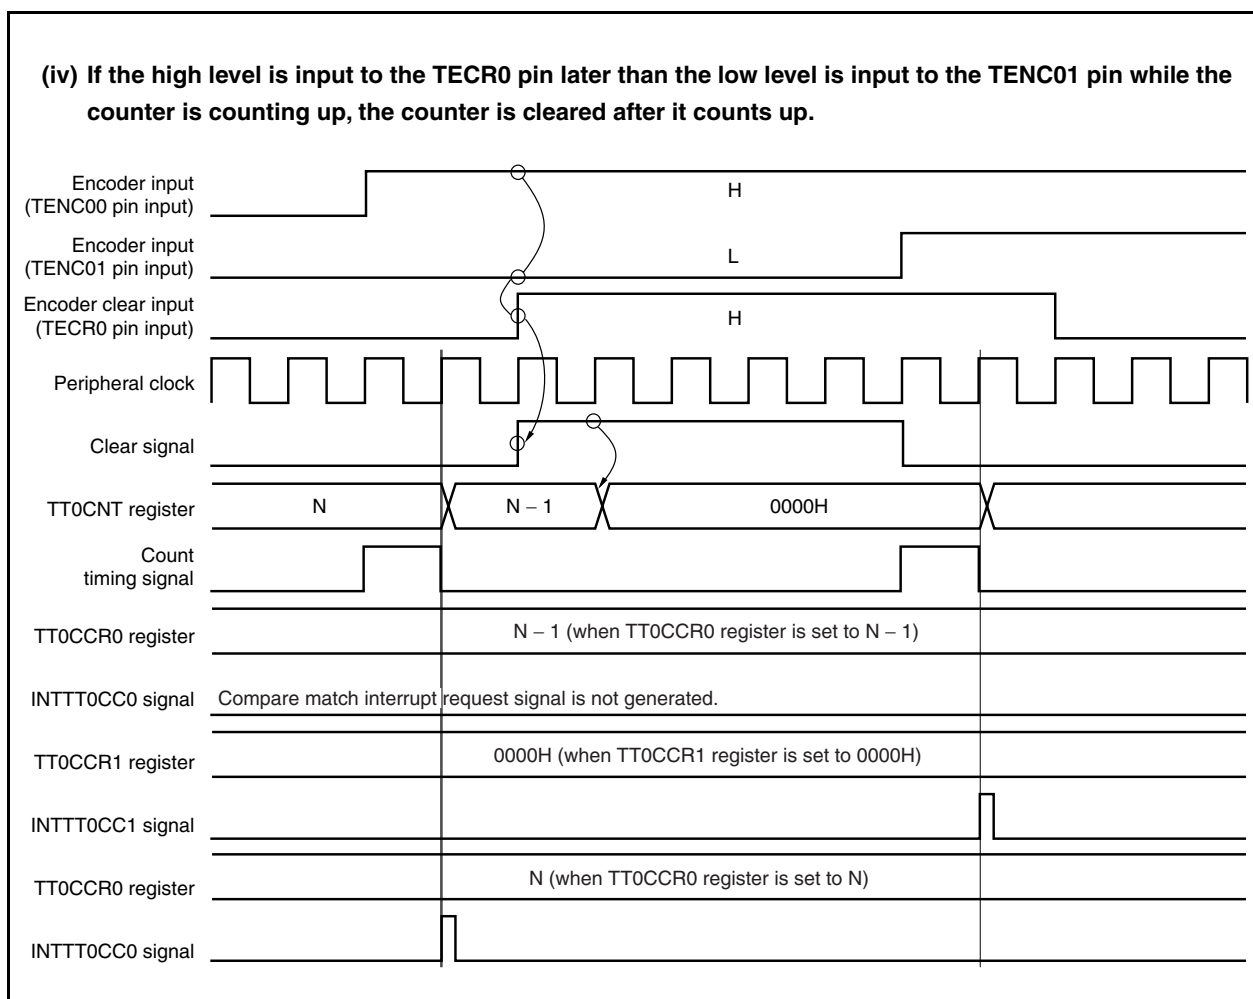 (iv) If the high level is input to the TECR0 pin later than the low level is input to the TENC01 pin while the
counter is counting up, the counter is cleared after it counts up.
Encoder input
(TENC00 pin input)
H
Encoder input
(TENC01 pin input)
L
Encoder clear input
(TECR0 pin input)
H
Peripheral clock
Clear signal
TT0CNT register
N
N – 1
0000H
Count
timing signal
TT0CCR0 register
N – 1 (when TT0CCR0 register is set to N – 1)
INTTT0CC0 signal
Compare match interrupt request signal is not generated.
TT0CCR1 register
0000H (when TT0CCR1 register is set to 0000H)
INTTT0CC1 signal
TT0CCR0 register
N (when TT0CCR0 register is set to N)
INTTT0CC0 signal